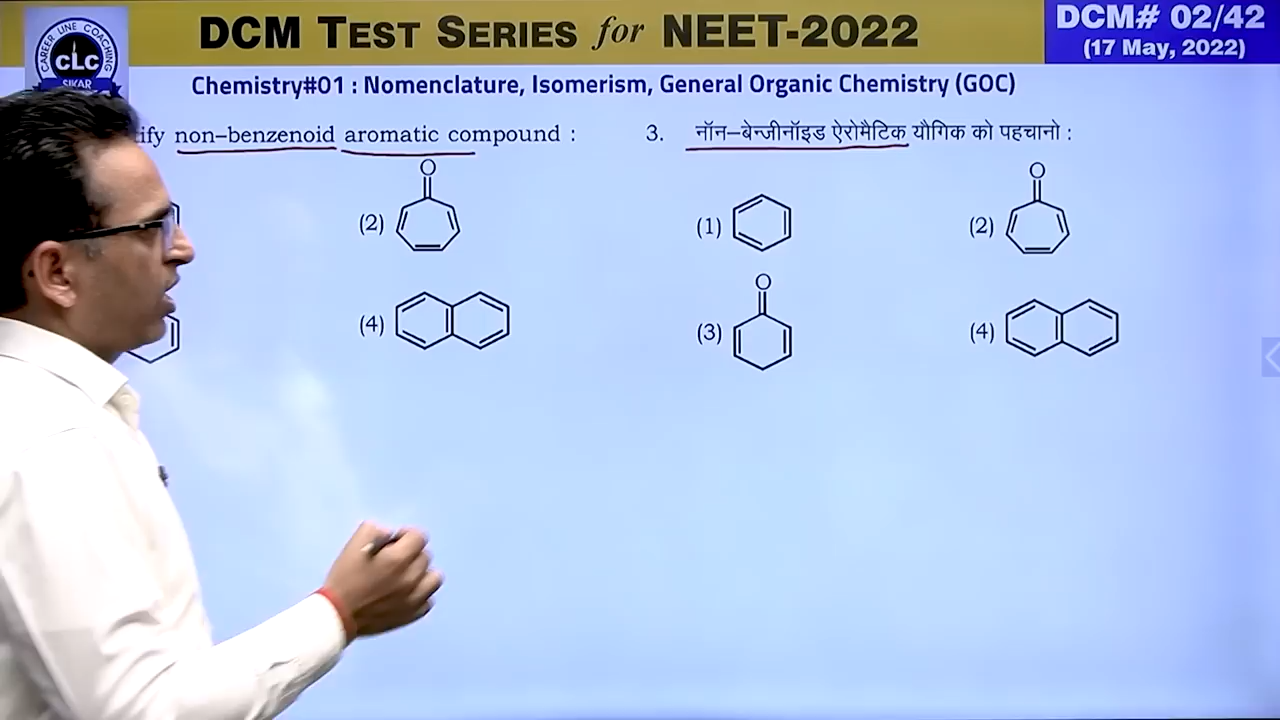 DCM TEST SERIES for NEET-2022
DCM# 02/42
(17 May, 2022)
CAREER LINE COACHING
CLC
SIKAR
Chemistry#01 : Nomenclature, Isomerism, General Organic Chemistry (GOC)
ify non–benzenoid aromatic compound :
(2) O
(4)
3. नॉन–बेन्जीनॉइड ऐरोमैटिक यौगिक को पहचानो :
(1)
(2) O
(3) O
(4)